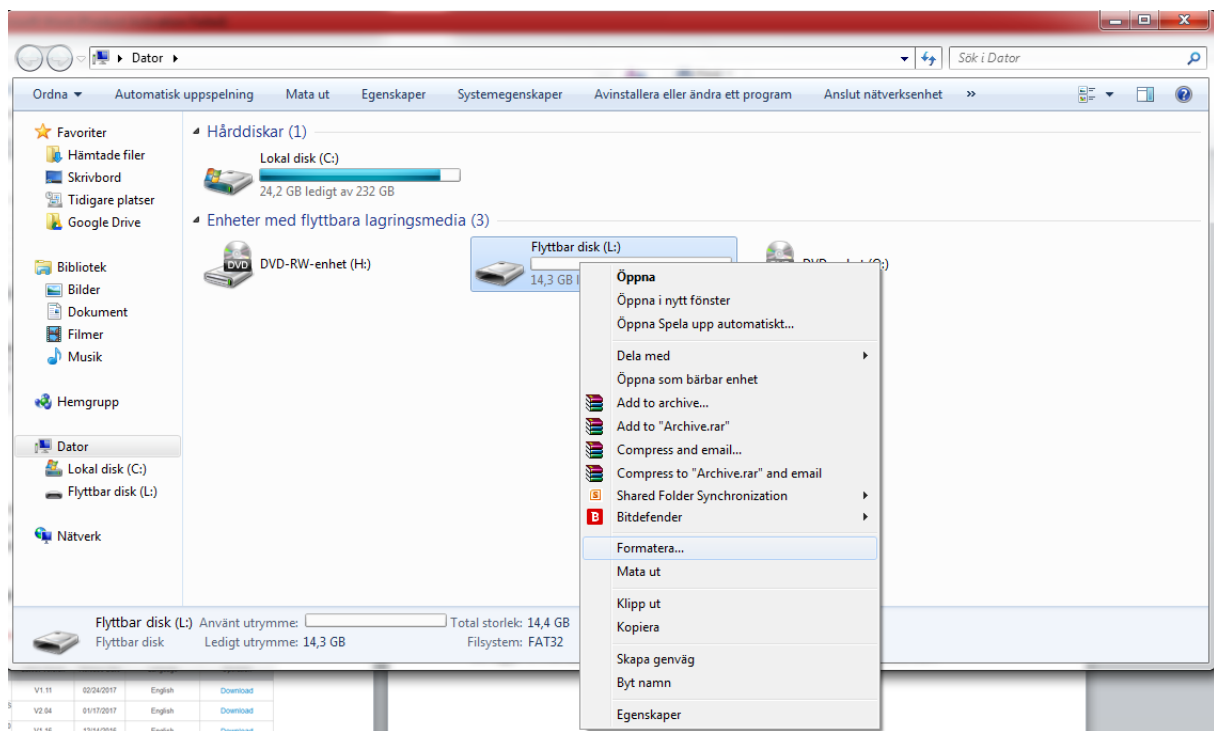 Dator
Sök i Dator
Ordna
Automatisk uppspelning
Mata ut
Egenskaper
Systemegenskaper
Avinstallera eller ändra ett program
Anslut nätverksenhet
»
Favoriter
Hämtade filer
Skrivbord
Tidigare platser
Google Drive
Bibliotek
Bilder
Dokument
Filmer
Musik
Hemgrupp
Dator
Lokal disk (C:)
Flyttbar disk (L:)
Nätverk
Hårddiskar (1)
Lokal disk (C:)
24,2 GB ledigt av 232 GB
Enheter med flyttbara lagringsmedia (3)
DVD
DVD-RW-enhet (H:)
Flyttbar disk (L:)
14,3 GB
Öppna
Öppna i nytt fönster
Öppna Spela upp automatiskt...
Dela med
Öppna som bärbar enhet
Add to archive...
Add to "Archive.rar"
Compress and email...
Compress to "Archive.rar" and email
Shared Folder Synchronization
Bitdefender
Formatera...
Mata ut
Klipp ut
Kopiera
Skapa genväg
Byt namn
Egenskaper
Flyttbar disk (L:) Använt utrymme: Total storlek: 14,4 GB
Flyttbar disk Ledigt utrymme: 14,3 GB Filsystem: FAT32
V1.11 02/24/2017 English Download
V2.04 01/17/2017 English Download